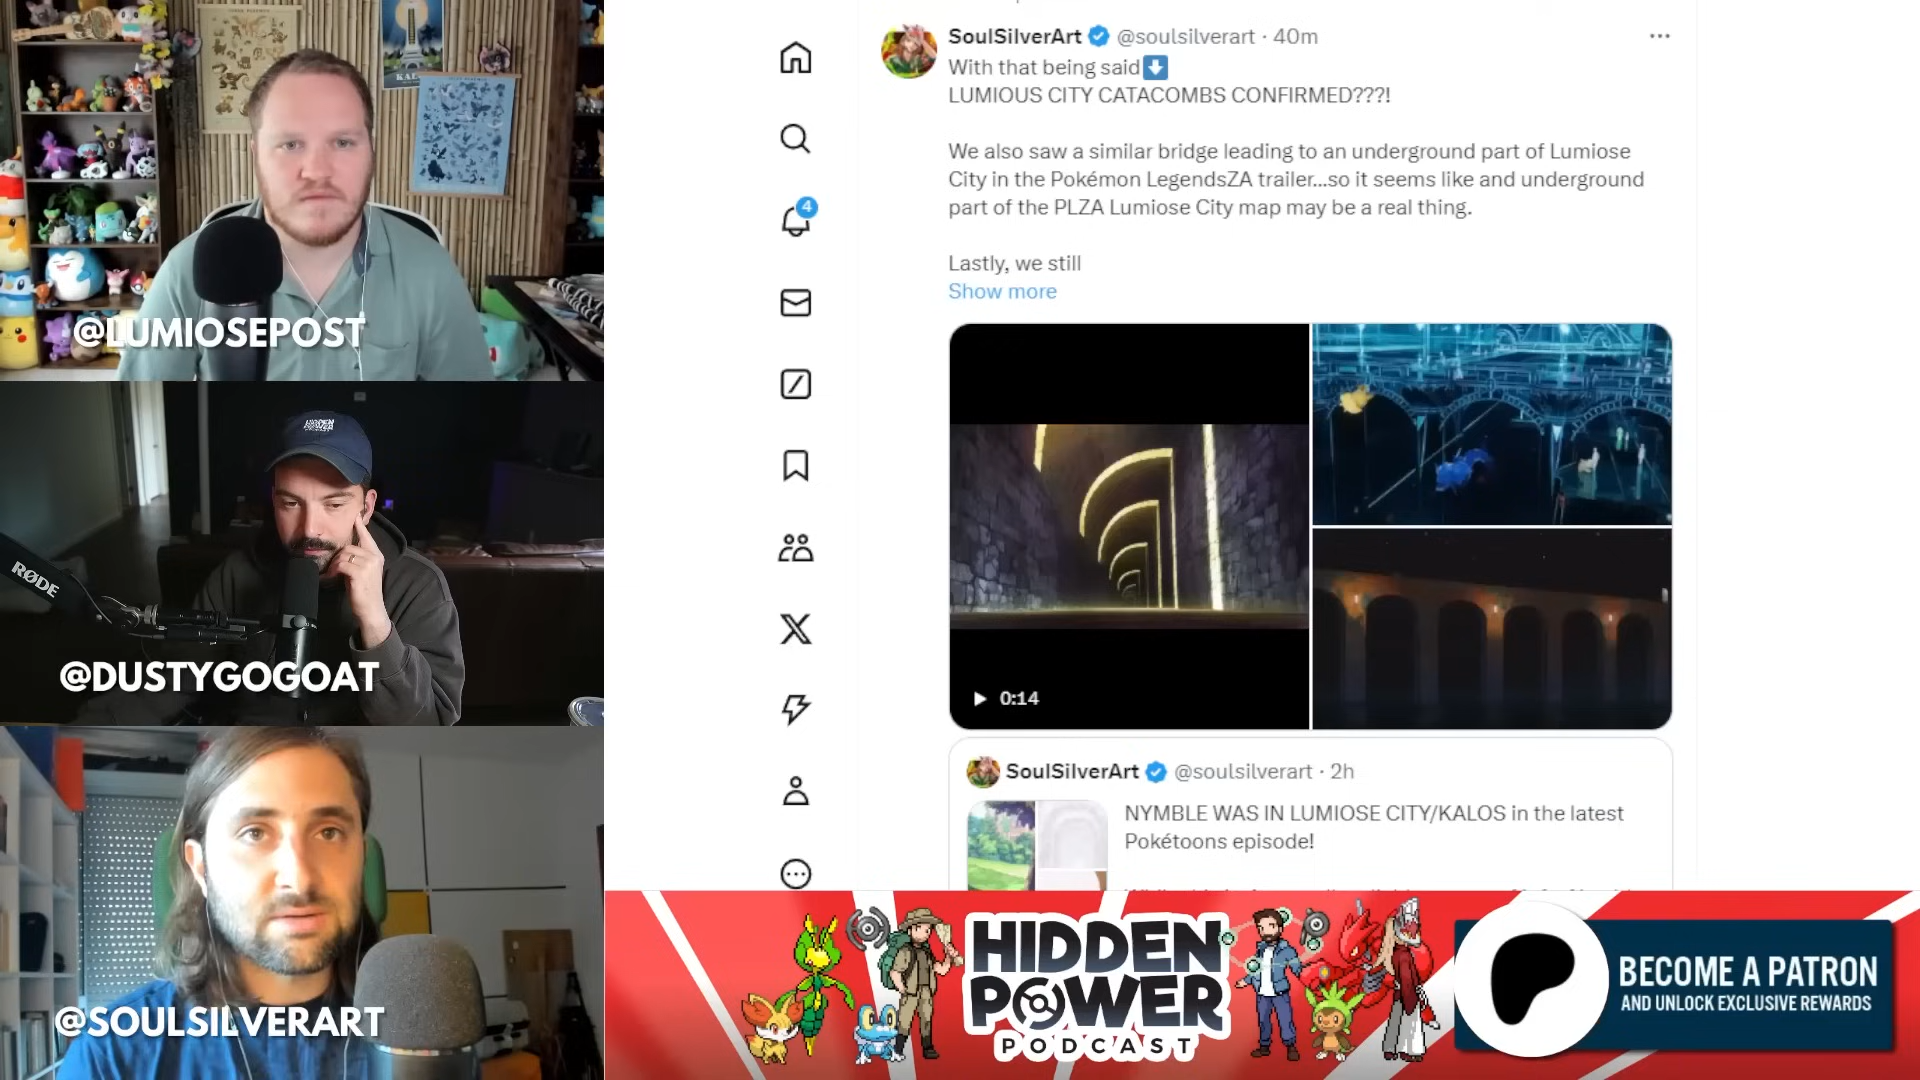 KAL
@LUMIOSEPOST
HIDDEN
POWER
RØDE
@DUSTYGOGOAT
@SOULSILVERART
4
SoulSilverArt @soulsilverart · 40m
With that being said
LUMIOUS CITY CATACOMBS CONFIRMED???!
We also saw a similar bridge leading to an underground part of Lumiose
City in the Pokémon LegendsZA trailer...so it seems like and underground
part of the PLZA Lumiose City map may be a real thing.
Lastly, we still
Show more
0:14
SoulSilverArt @soulsilverart · 2h
NYMBLE WAS IN LUMIOSE CITY/KALOS in the latest
Pokétoons episode!
HIDDEN
POWER
PODCAST
BECOME A PATRON
AND UNLOCK EXCLUSIVE REWARDS